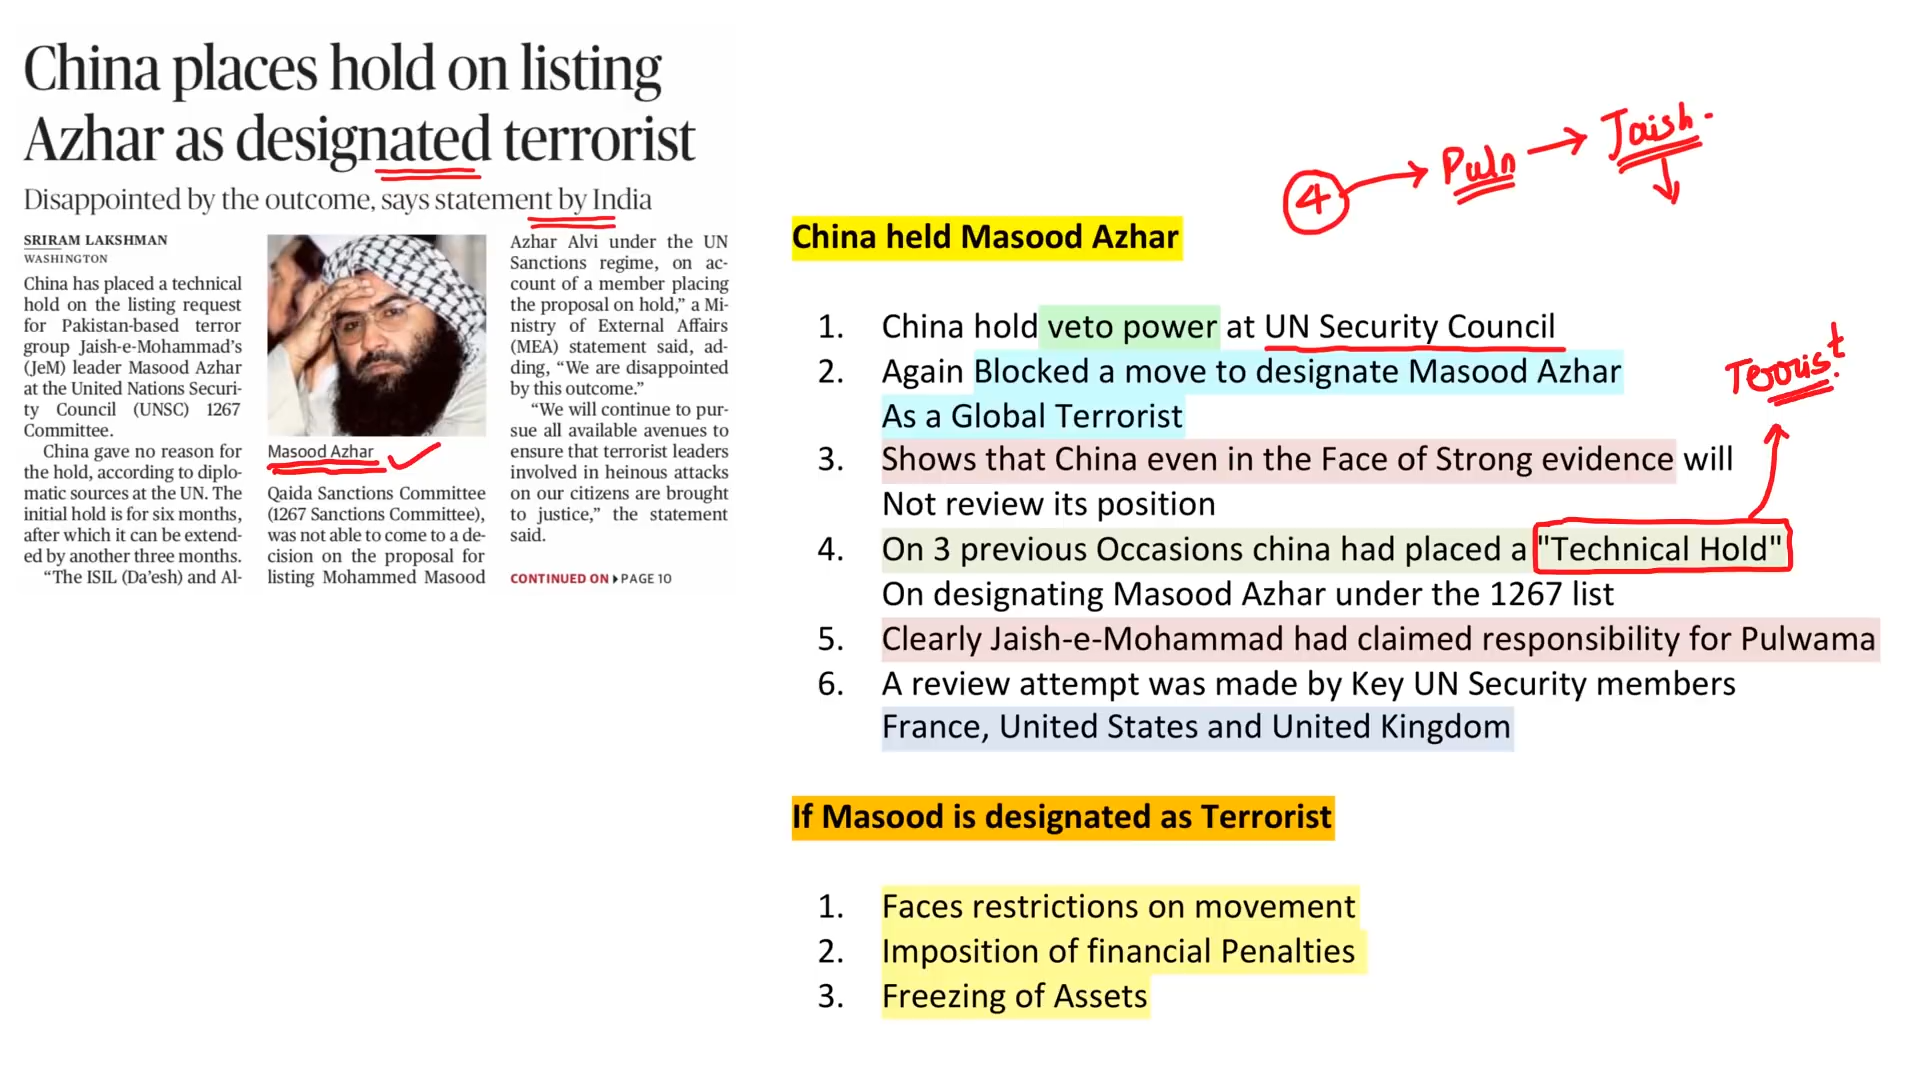 China places hold on listing
Azhar as designated terrorist
Disappointed by the outcome, says statement by India
SRIRAM LAKSHMAN
WASHINGTON
China has placed a technical
hold on the listing request
for Pakistan-based terror
group Jaish-e-Mohammad's
(JeM) leader Masood Azhar
at the United Nations Securi-
ty Council (UNSC) 1267
Committee.
China gave no reason for
the hold, according to diplo-
matic sources at the UN. The
initial hold is for six months,
after which it can be extend-
ed by another three months.
"The ISIL (Da'esh) and Al-
Masood Azhar
Qaida Sanctions Committee
(1267 Sanctions Committee),
was not able to come to a de-
cision on the proposal for
listing Mohammed Masood
Azhar Alvi under the UN
Sanctions regime, on ac-
count of a member placing
the proposal on hold," a Mi-
nistry of External Affairs
(MEA) statement said, ad-
ding, "We are disappointed
by this outcome."
"We will continue to pur-
sue all available avenues to
ensure that terrorist leaders
involved in heinous attacks
on our citizens are brought
to justice," the statement
said.
CONTINUED ON PAGE 10
4 → Pulw → Jaish.
China held Masood Azhar
1. China hold veto power at UN Security Council
2. Again Blocked a move to designate Masood Azhar
As a Global Terrorist
Terrorist.
3. Shows that China even in the Face of Strong evidence will
Not review its position
4. On 3 previous Occasions china had placed a "Technical Hold"
On designating Masood Azhar under the 1267 list
5. Clearly Jaish-e-Mohammad had claimed responsibility for Pulwama
6. A review attempt was made by Key UN Security members
France, United States and United Kingdom
If Masood is designated as Terrorist
1. Faces restrictions on movement
2. Imposition of financial Penalties
3. Freezing of Assets